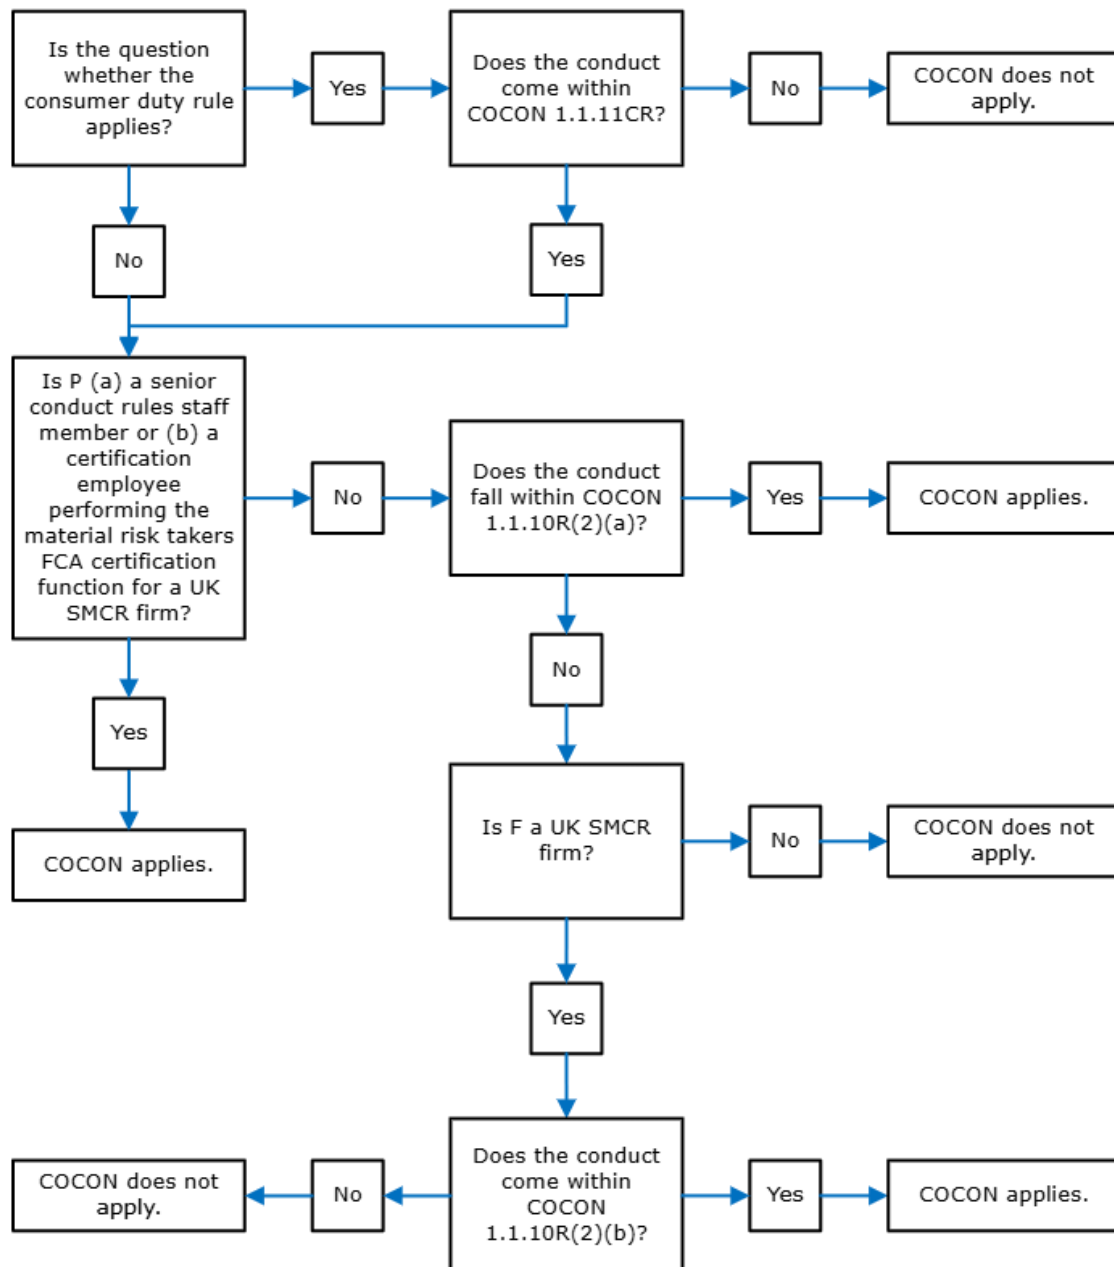 Is the question
whether the
consumer duty rule
applies?
Yes
Does the conduct
come within
COCON 1.1.11CR?
No
COCON does not
apply.
No
Yes
Is P (a) a senior
conduct rules staff
member or (b) a
certification
employee
performing the
material risk takers
FCA certification
function for a UK
SMCR firm?
No
Does the conduct
fall within COCON
1.1.10R(2)(a)?
Yes
COCON applies.
No
Yes
COCON applies.
Is F a UK SMCR
firm?
No
COCON does not
apply.
Yes
COCON does not
apply.
No
Does the conduct
come within
COCON
1.1.10R(2)(b)?
Yes
COCON applies.